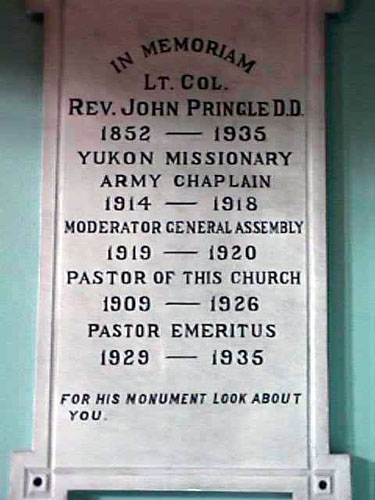 IN MEMORIAM
LT. COL.
REV. JOHN PRINGLE D.D.
1852 — 1935
YUKON MISSIONARY
ARMY CHAPLAIN
1914 — 1918
MODERATOR GENERAL ASSEMBLY
1919 — 1920
PASTOR OF THIS CHURCH
1909 — 1926
PASTOR EMERITUS
1929 — 1935
FOR HIS MONUMENT LOOK ABOUT
YOU.